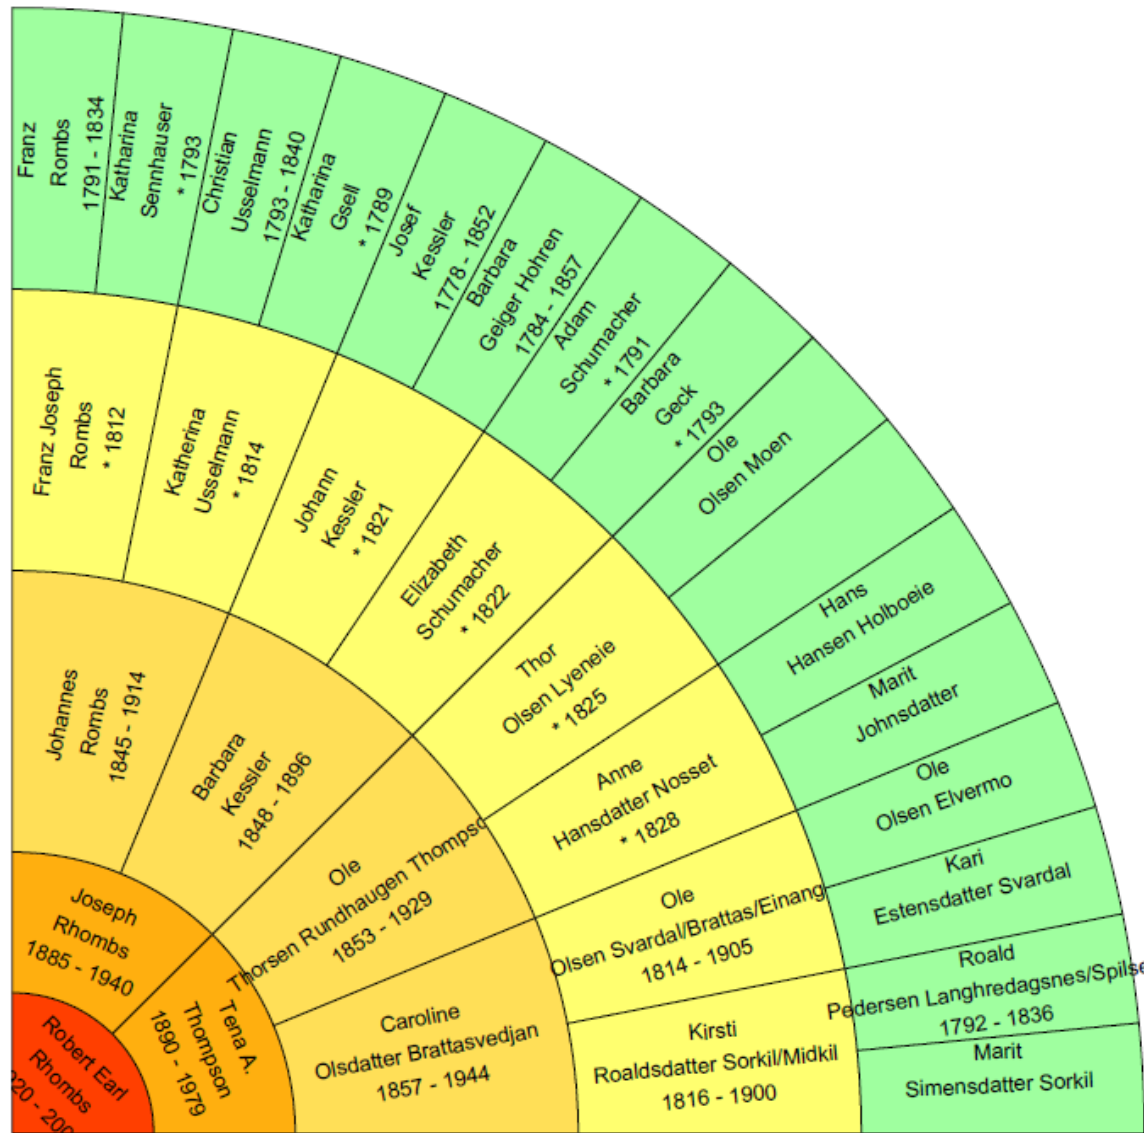 Franz
Rombs
1791 - 1834
Katharina
Sennhauser
* 1793
Christian
Usselmann
1793 - 1840
Katharina
Gsell
* 1789
Josef
Kessler
1778 - 1852
Barbara
Geiger Hohren
1784 - 1857
Adam
Schumacher
* 1791
Barbara
Geck
* 1793
Ole
Olsen Moen
Hans
Hansen Holboeie
Marit
Johnsdatter
Ole
Olsen Elvermo
Kari
Estensdatter Svardal
Roald
Pedersen Langhredagsnes/Spilse
1792 - 1836
Marit
Simensdatter Sorkil
Franz Joseph
Rombs
* 1812
Katherina
Usselmann
* 1814
Johann
Kessler
* 1821
Elizabeth
Schumacher
* 1822
Thor
Olsen Lyeneie
* 1825
Anne
Hansdatter Nosset
* 1828
Ole
Olsen Svardal/Brattas/Einang
1814 - 1905
Kirsti
Roaldsdatter Sorkil/Midkil
1816 - 1900
Johannes
Rombs
1845 - 1914
Barbara
Kessler
1848 - 1896
Ole
Thorsen Rundhaugen Thompso
1853 - 1929
Caroline
Olsdatter Brattasvedjan
1857 - 1944
Joseph
Rhombs
1885 - 1940
Tena A.
Thompson
1890 - 1979
Robert Earl
Rhombs
20 - 200